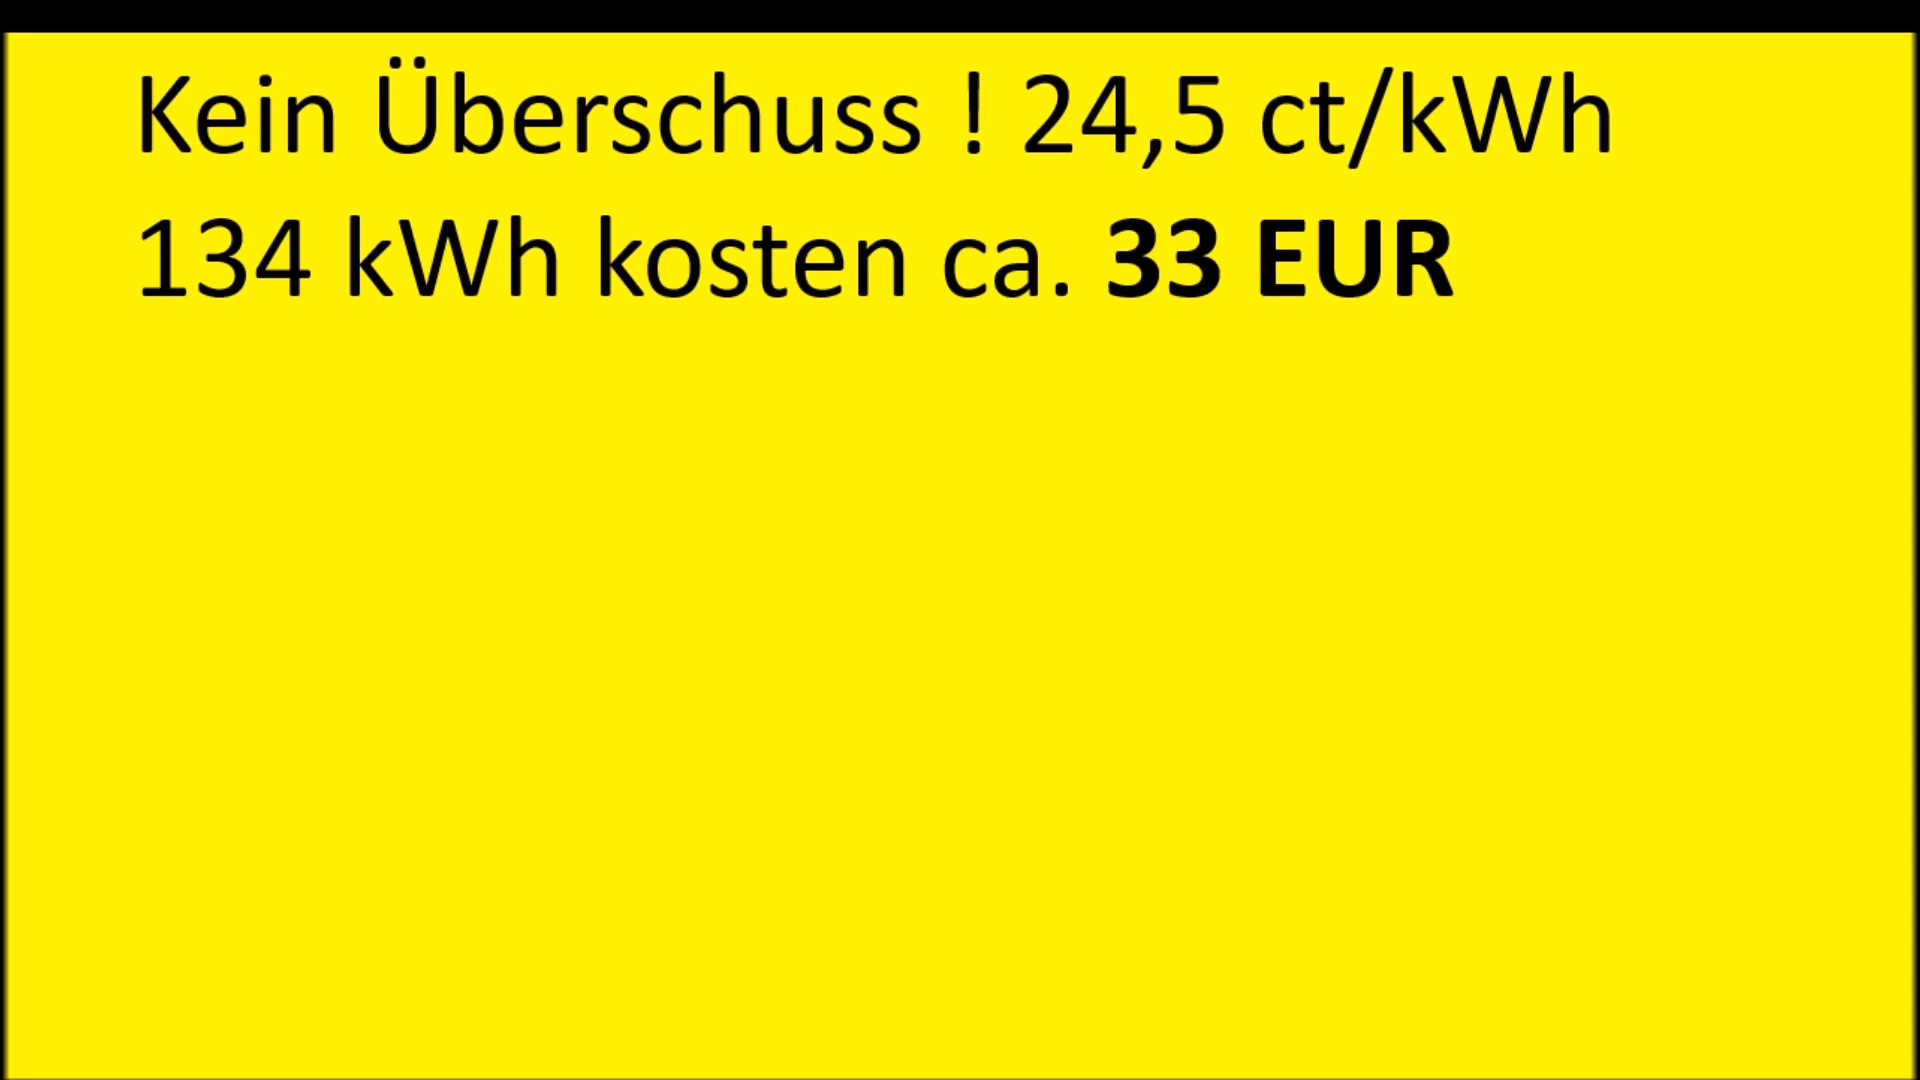 Kein Überschuss ! 24,5 ct/kWh
134 kWh kosten ca. 33 EUR